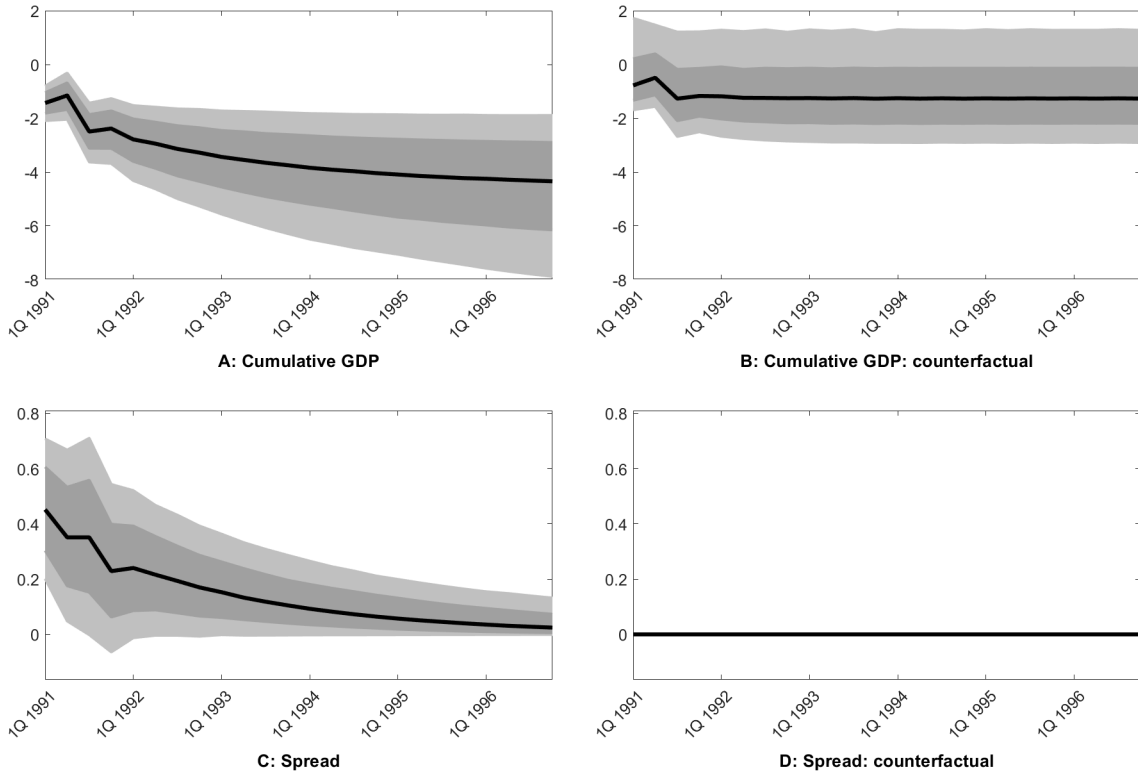 2
0
-2
-4
-6
-8
1Q 1991
1Q 1992
1Q 1993
1Q 1994
1Q 1995
1Q 1996
A: Cumulative GDP
2
0
-2
-4
-6
-8
1Q 1991
1Q 1992
1Q 1993
1Q 1994
1Q 1995
1Q 1996
B: Cumulative GDP: counterfactual
0.8
0.6
0.4
0.2
0
1Q 1991
1Q 1992
1Q 1993
1Q 1994
1Q 1995
1Q 1996
C: Spread
0.8
0.6
0.4
0.2
0
1Q 1991
1Q 1992
1Q 1993
1Q 1994
1Q 1995
1Q 1996
D: Spread: counterfactual